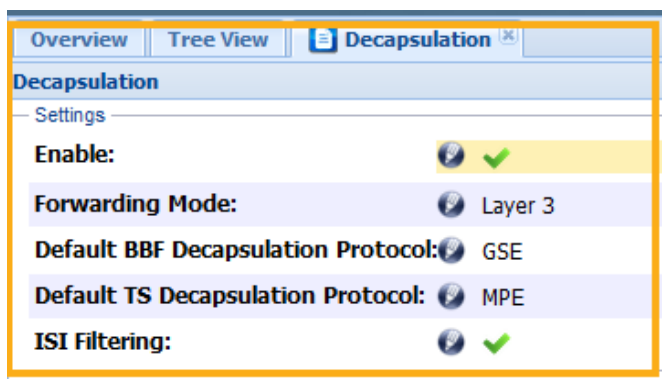 Overview Tree View Decapsulation
Decapsulation
Settings
Enable:
Forwarding Mode: Layer 3
Default BBF Decapsulation Protocol: GSE
Default TS Decapsulation Protocol: MPE
ISI Filtering: